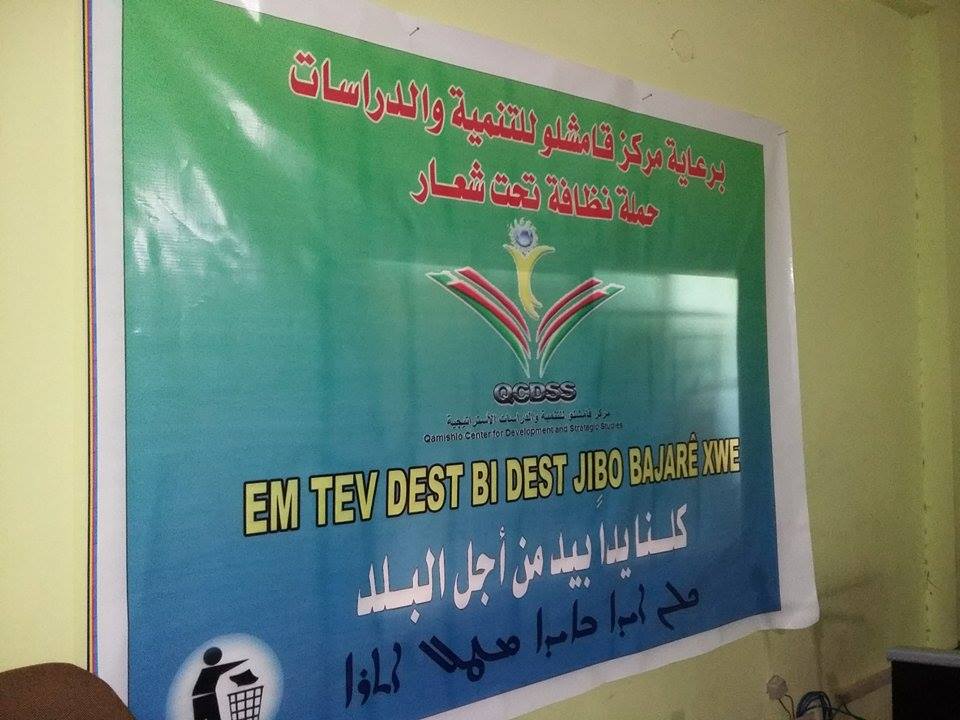 برعاية مركز قامشلو للتنمية والدراسات
حملة نظافة تحت شعار
QCDSS
مركز قامشلو للتنمية والدراسات الأستراتيجية
Qamishlo Center for Development and Strategic Studies
EM TEV DEST BI DEST JIBO BAJARÊ XWE
كلنا يداً بيد من أجل البلد